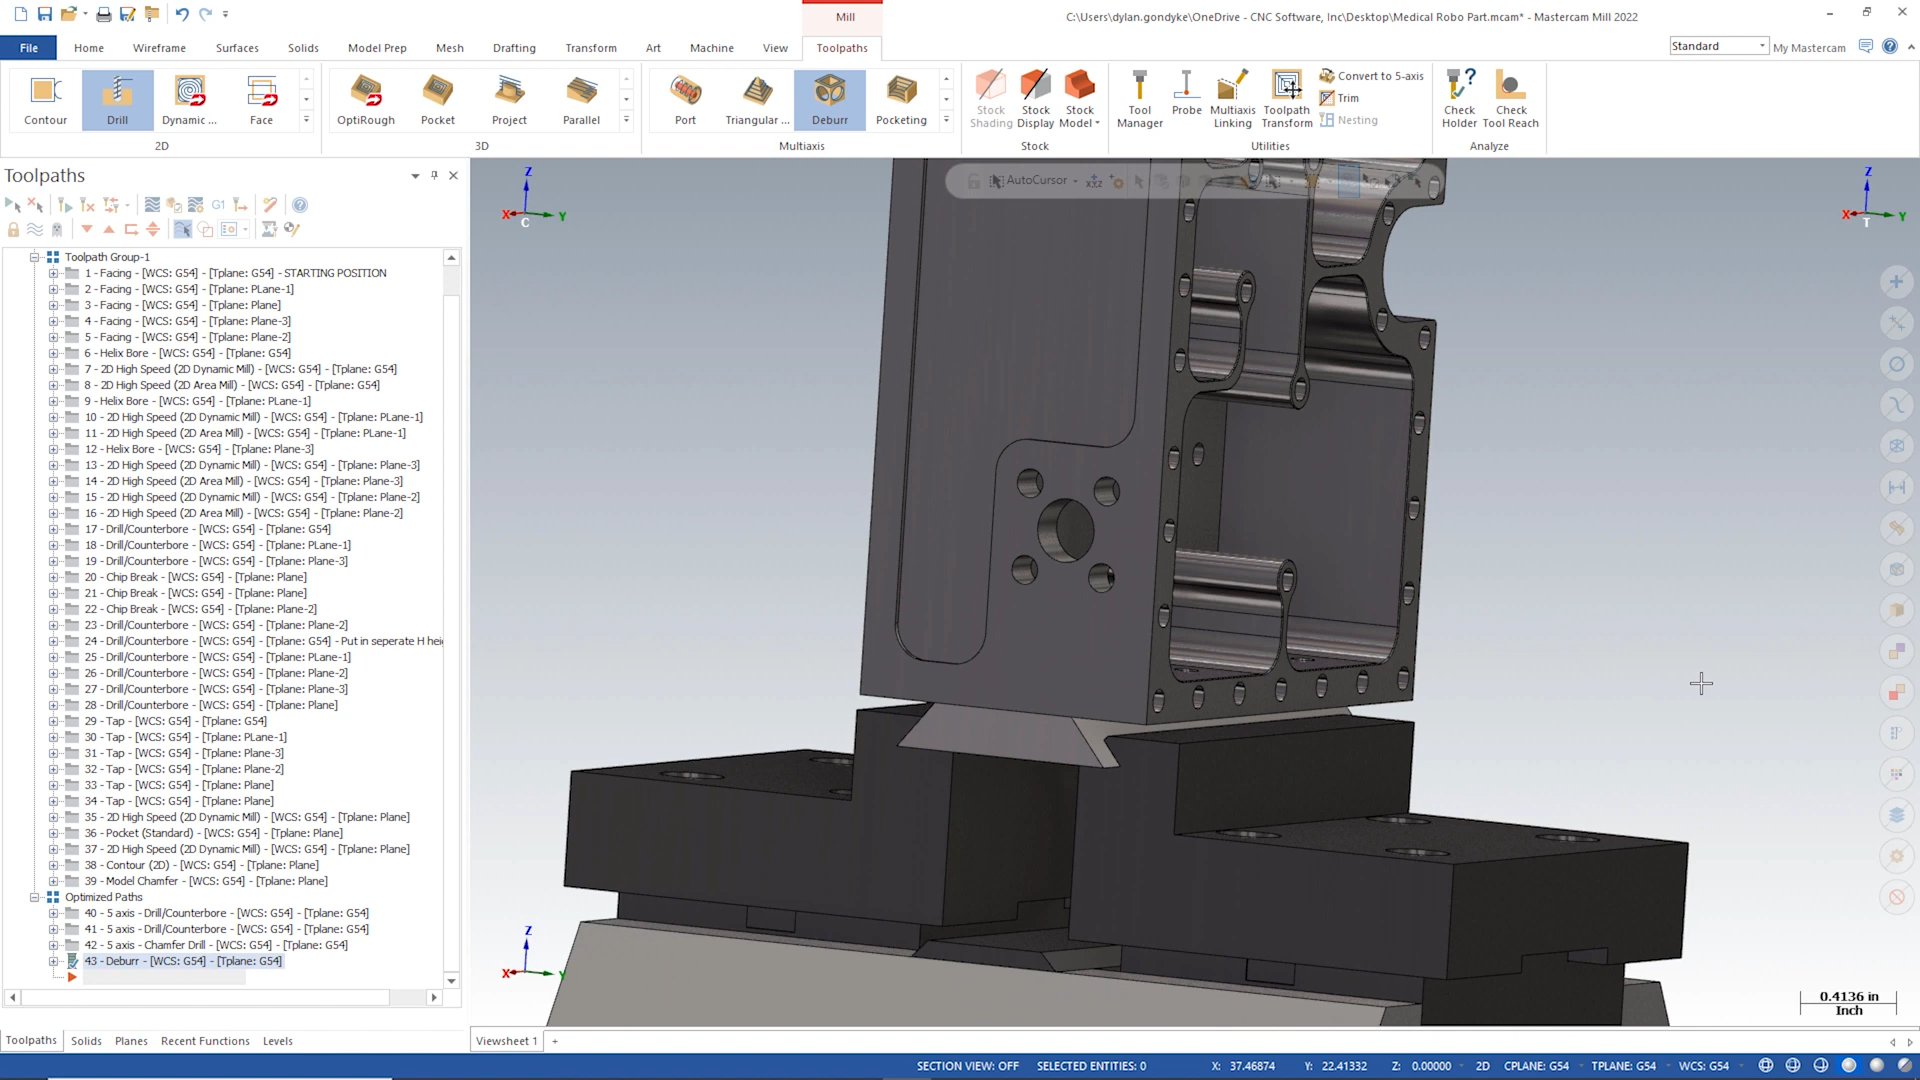 Mill
C:\Users\dylan.gondyke\OneDrive - CNC Software, Inc\Desktop\Medical Robo Part.mcam* - Mastercam Mill 2022
File Home Wireframe Surfaces Solids Model Prep Mesh Drafting Transform Art Machine View Toolpaths
Standard My Mastercam
Contour Drill Dynamic ... Face
OptiRough Pocket Project Parallel
Port Triangular ... Deburr Pocketing
Stock Shading Stock Display Stock Model
Tool Manager Probe Multiaxis Linking Toolpath Transform
Convert to 5-axis
Trim
Nesting
Check Holder Check Tool Reach
2D 3D Multiaxis Stock Utilities Analyze
Toolpaths
G1
AutoCursor
Z
X Y
C
Z
X Y
T
Toolpath Group-1
1 - Facing - [WCS: G54] - [Tplane: G54] - STARTING POSITION
2 - Facing - [WCS: G54] - [Tplane: PLane-1]
3 - Facing - [WCS: G54] - [Tplane: Plane]
4 - Facing - [WCS: G54] - [Tplane: Plane-3]
5 - Facing - [WCS: G54] - [Tplane: Plane-2]
6 - Helix Bore - [WCS: G54] - [Tplane: G54]
7 - 2D High Speed (2D Dynamic Mill) - [WCS: G54] - [Tplane: G54]
8 - 2D High Speed (2D Area Mill) - [WCS: G54] - [Tplane: G54]
9 - Helix Bore - [WCS: G54] - [Tplane: PLane-1]
10 - 2D High Speed (2D Dynamic Mill) - [WCS: G54] - [Tplane: PLane-1]
11 - 2D High Speed (2D Area Mill) - [WCS: G54] - [Tplane: PLane-1]
12 - Helix Bore - [WCS: G54] - [Tplane: Plane-3]
13 - 2D High Speed (2D Dynamic Mill) - [WCS: G54] - [Tplane: Plane-3]
14 - 2D High Speed (2D Area Mill) - [WCS: G54] - [Tplane: Plane-3]
15 - 2D High Speed (2D Dynamic Mill) - [WCS: G54] - [Tplane: Plane-2]
16 - 2D High Speed (2D Area Mill) - [WCS: G54] - [Tplane: Plane-2]
17 - Drill/Counterbore - [WCS: G54] - [Tplane: G54]
18 - Drill/Counterbore - [WCS: G54] - [Tplane: PLane-1]
19 - Drill/Counterbore - [WCS: G54] - [Tplane: Plane-3]
20 - Chip Break - [WCS: G54] - [Tplane: Plane]
21 - Chip Break - [WCS: G54] - [Tplane: Plane]
22 - Chip Break - [WCS: G54] - [Tplane: Plane-2]
23 - Drill/Counterbore - [WCS: G54] - [Tplane: Plane-2]
24 - Drill/Counterbore - [WCS: G54] - [Tplane: G54] - Put in seperate H hei
25 - Drill/Counterbore - [WCS: G54] - [Tplane: PLane-1]
26 - Drill/Counterbore - [WCS: G54] - [Tplane: Plane-2]
27 - Drill/Counterbore - [WCS: G54] - [Tplane: Plane-3]
28 - Drill/Counterbore - [WCS: G54] - [Tplane: Plane]
29 - Tap - [WCS: G54] - [Tplane: G54]
30 - Tap - [WCS: G54] - [Tplane: PLane-1]
31 - Tap - [WCS: G54] - [Tplane: Plane-3]
32 - Tap - [WCS: G54] - [Tplane: Plane-2]
33 - Tap - [WCS: G54] - [Tplane: Plane]
34 - Tap - [WCS: G54] - [Tplane: Plane]
35 - 2D High Speed (2D Dynamic Mill) - [WCS: G54] - [Tplane: Plane]
36 - Pocket (Standard) - [WCS: G54] - [Tplane: Plane]
37 - 2D High Speed (2D Dynamic Mill) - [WCS: G54] - [Tplane: Plane]
38 - Contour (2D) - [WCS: G54] - [Tplane: Plane]
39 - Model Chamfer - [WCS: G54] - [Tplane: Plane]
Optimized Paths
40 - 5 axis - Drill/Counterbore - [WCS: G54] - [Tplane: G54]
41 - 5 axis - Drill/Counterbore - [WCS: G54] - [Tplane: G54]
42 - 5 axis - Chamfer Drill - [WCS: G54] - [Tplane: G54]
43 - Deburr - [WCS: G54] - [Tplane: G54]
Z
X Y
0.4136 in
Inch
Toolpaths Solids Planes Recent Functions Levels
Viewsheet 1 +
SECTION VIEW: OFF SELECTED ENTITIES: 0 X: 37.46874 Y: 22.41332 Z: 0.00000 2D CPLANE: G54 TPLANE: G54 WCS: G54